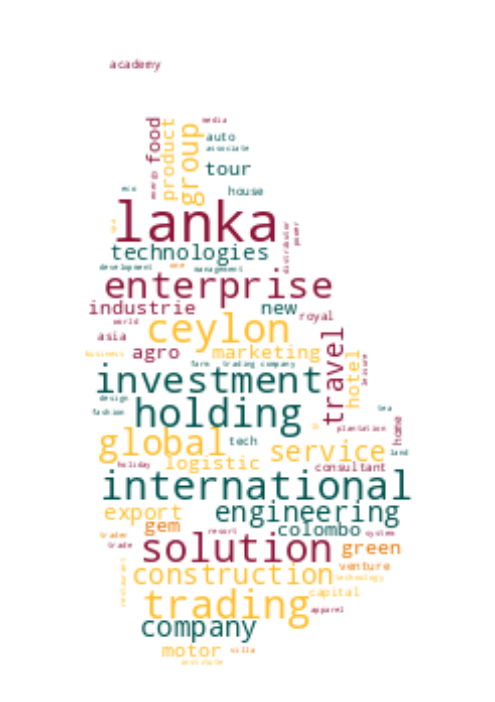 academy
food
product
group
media
auto
associate
tour
eco
house
lanka
distributor
power
technologies
development
management
enterprise
industrie
new
world
royal
ceylon
asia
business
agro
marketing
travel
hotel
leisure
farm
trading company
investment
design
fashion
holding
tea
plantation
home
global
tech
service
land
holiday
logistic
consultant
international
export
engineering
gem
resort
colombo
system
trader
trade
solution
green
restaurant
construction
venture
technology
trading
capital
apparel
company
motor
villa
institute